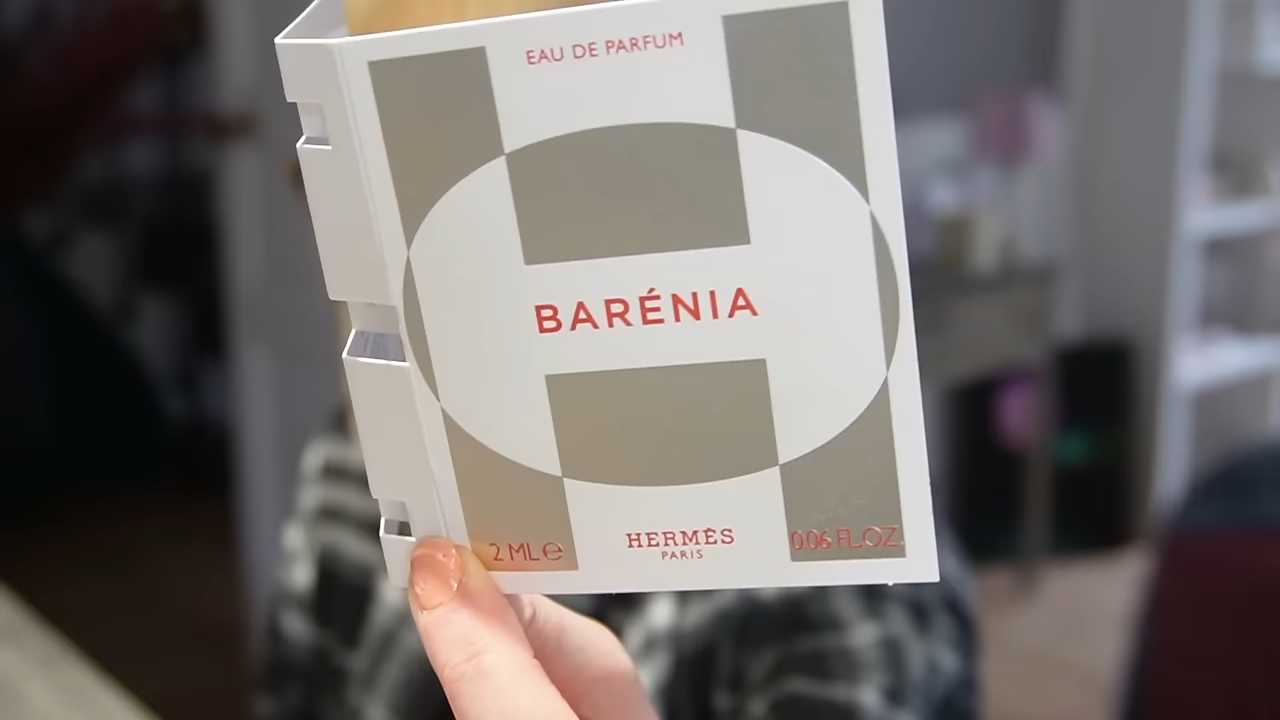 EAU DE PARFUM
BARÉNIA
2 ML e
HERMÈS
PARIS
0.06 FL.OZ.